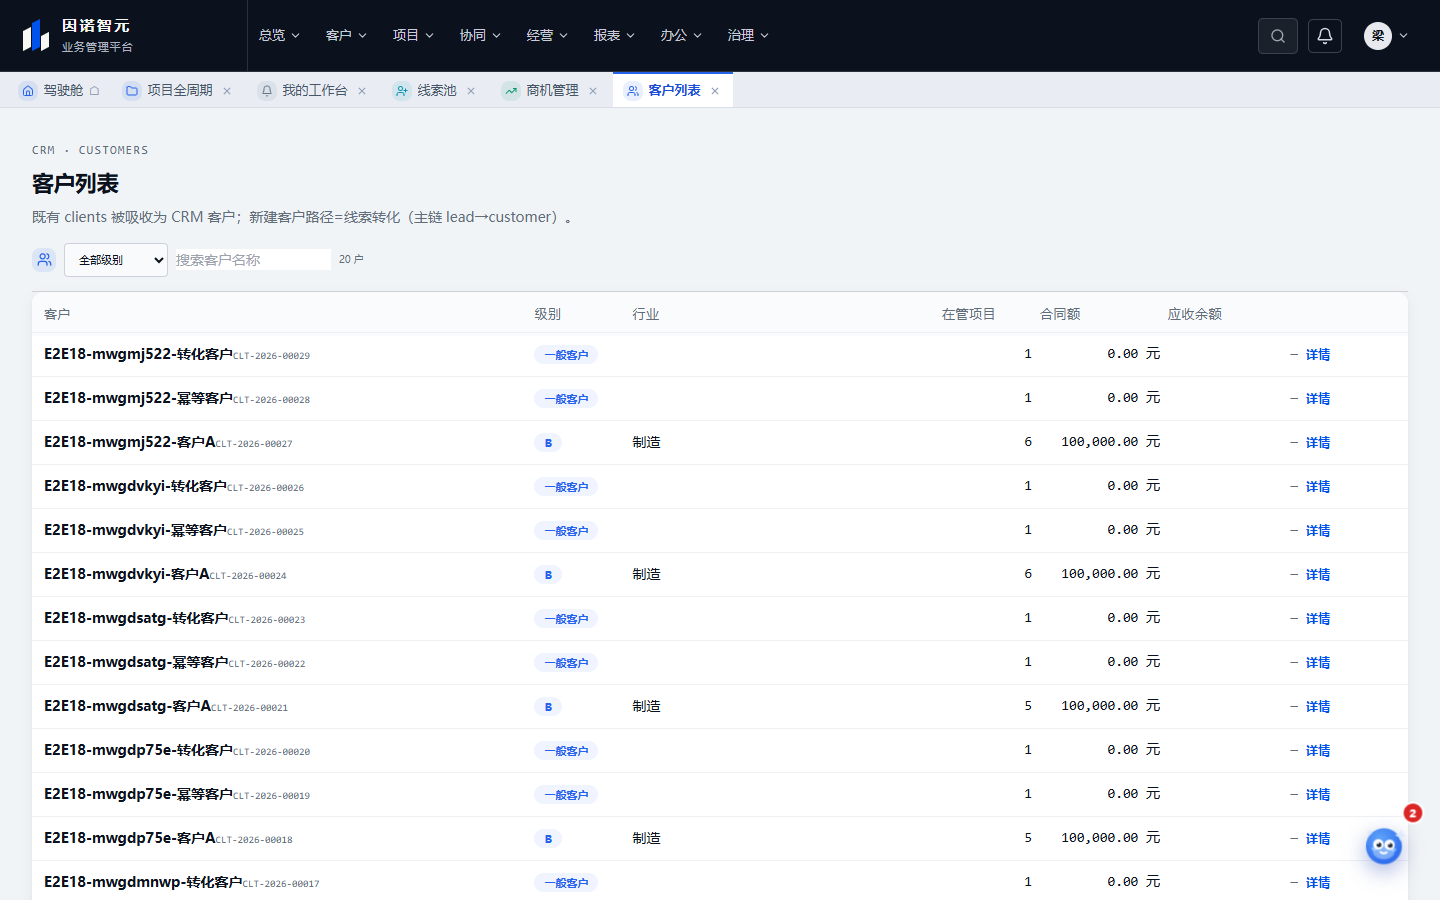 因诺智元
业务管理平台
总览 客户 项目 协同 经营 报表 办公 治理 梁
驾驶舱 项目全周期 我的工作台 线索池 商机管理 客户列表
CRM · CUSTOMERS
客户列表
既有 clients 被吸收为 CRM 客户；新建客户路径=线索转化（主链 lead→customer）。
全部级别 搜索客户名称 20 户
客户 级别 行业 在管项目 合同额 应收余额
E2E18-mwgmj522-转化客户CLT-2026-00029 一般客户 1 0.00 元 — 详情
E2E18-mwgmj522-幂等客户CLT-2026-00028 一般客户 1 0.00 元 — 详情
E2E18-mwgmj522-客户ACLT-2026-00027 B 制造 6 100,000.00 元 — 详情
E2E18-mwgdvkyi-转化客户CLT-2026-00026 一般客户 1 0.00 元 — 详情
E2E18-mwgdvkyi-幂等客户CLT-2026-00025 一般客户 1 0.00 元 — 详情
E2E18-mwgdvkyi-客户ACLT-2026-00024 B 制造 6 100,000.00 元 — 详情
E2E18-mwgdsatg-转化客户CLT-2026-00023 一般客户 1 0.00 元 — 详情
E2E18-mwgdsatg-幂等客户CLT-2026-00022 一般客户 1 0.00 元 — 详情
E2E18-mwgdsatg-客户ACLT-2026-00021 B 制造 5 100,000.00 元 — 详情
E2E18-mwgdp75e-转化客户CLT-2026-00020 一般客户 1 0.00 元 — 详情
E2E18-mwgdp75e-幂等客户CLT-2026-00019 一般客户 1 0.00 元 — 详情
E2E18-mwgdp75e-客户ACLT-2026-00018 B 制造 5 100,000.00 元 — 详情
E2E18-mwgdmnwp-转化客户CLT-2026-00017 一般客户 1 0.00 元 — 详情
2